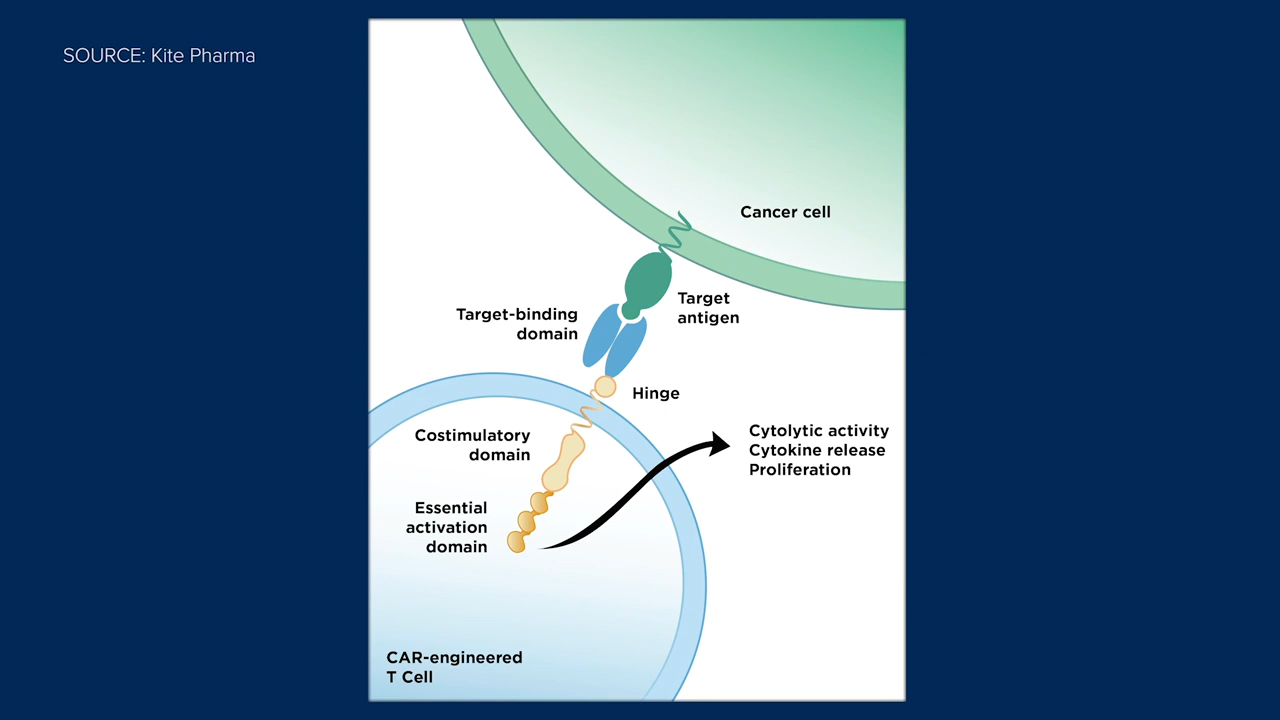 SOURCE: Kite Pharma
Cancer cell
Target
antigen
Target-binding
domain
Hinge
Costimulatory
domain
Cytolytic activity
Cytokine release
Proliferation
Essential
activation
domain
CAR-engineered
T Cell